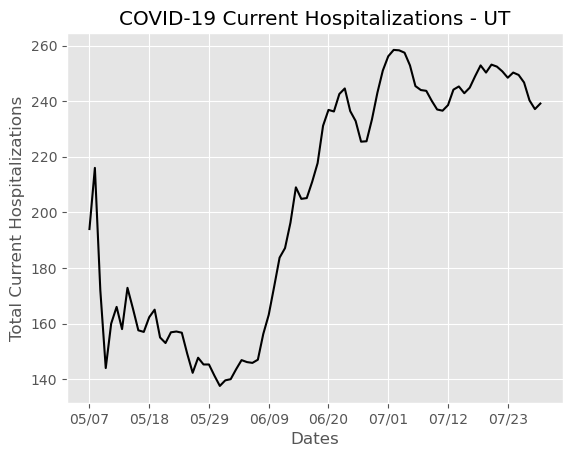 COVID-19 Current Hospitalizations - UT
Total Current Hospitalizations
260
240
220
200
180
160
140
05/07 05/18 05/29 06/09 06/20 07/01 07/12 07/23
Dates